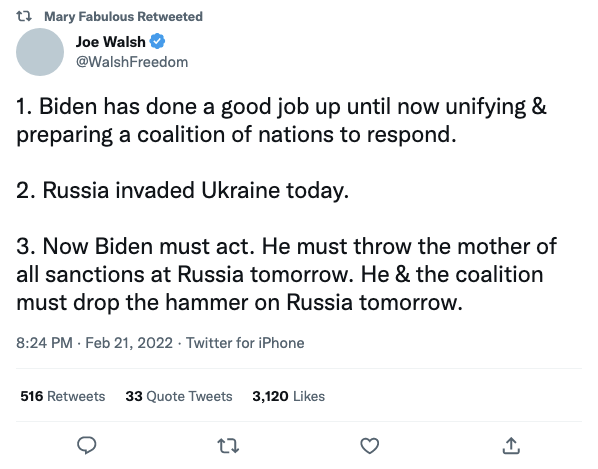 Mary Fabulous Retweeted
Joe Walsh
@WalshFreedom
1. Biden has done a good job up until now unifying &
preparing a coalition of nations to respond.
2. Russia invaded Ukraine today.
3. Now Biden must act. He must throw the mother of
all sanctions at Russia tomorrow. He & the coalition
must drop the hammer on Russia tomorrow.
8:24 PM · Feb 21, 2022 · Twitter for iPhone
516 Retweets 33 Quote Tweets 3,120 Likes